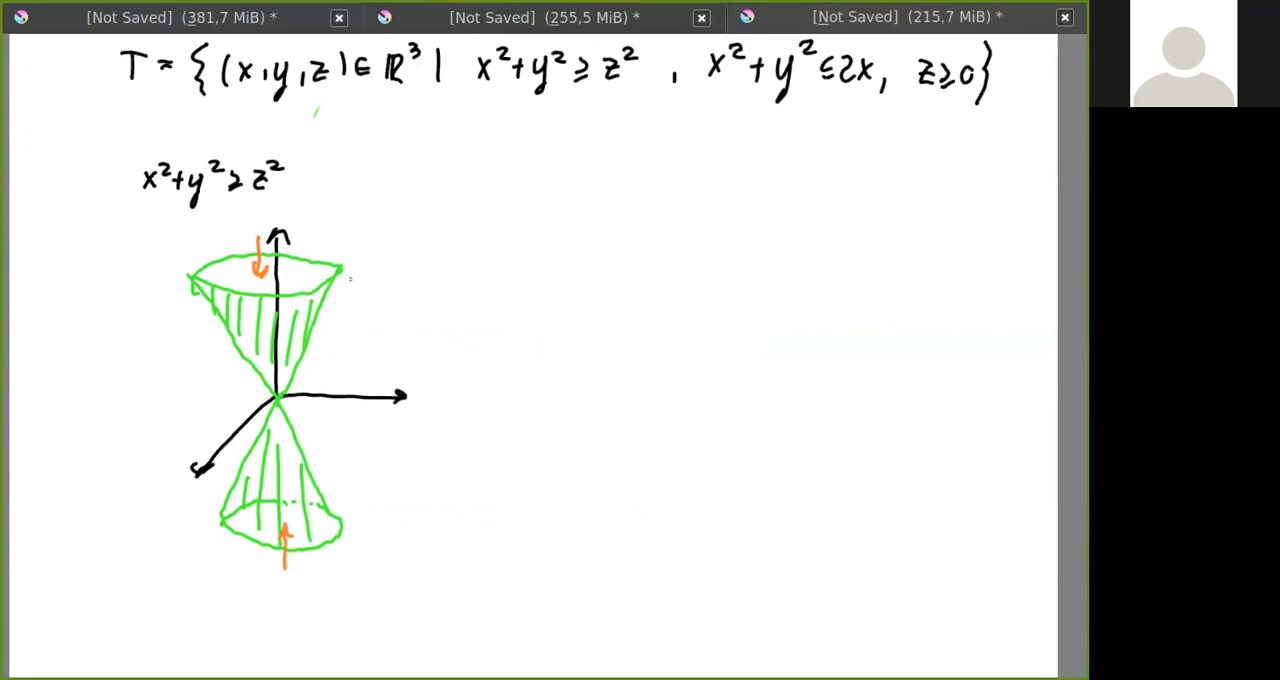 [Not Saved] (381,7 MiB) * [Not Saved] (255,5 MiB) * [Not Saved] (215,7 MiB) *
T = {(x,y,z) ∈ ℝ³ | x²+y² ≥ z² , x²+y² ≤ 2x, z ≥ 0}
x²+y² ≥ z²